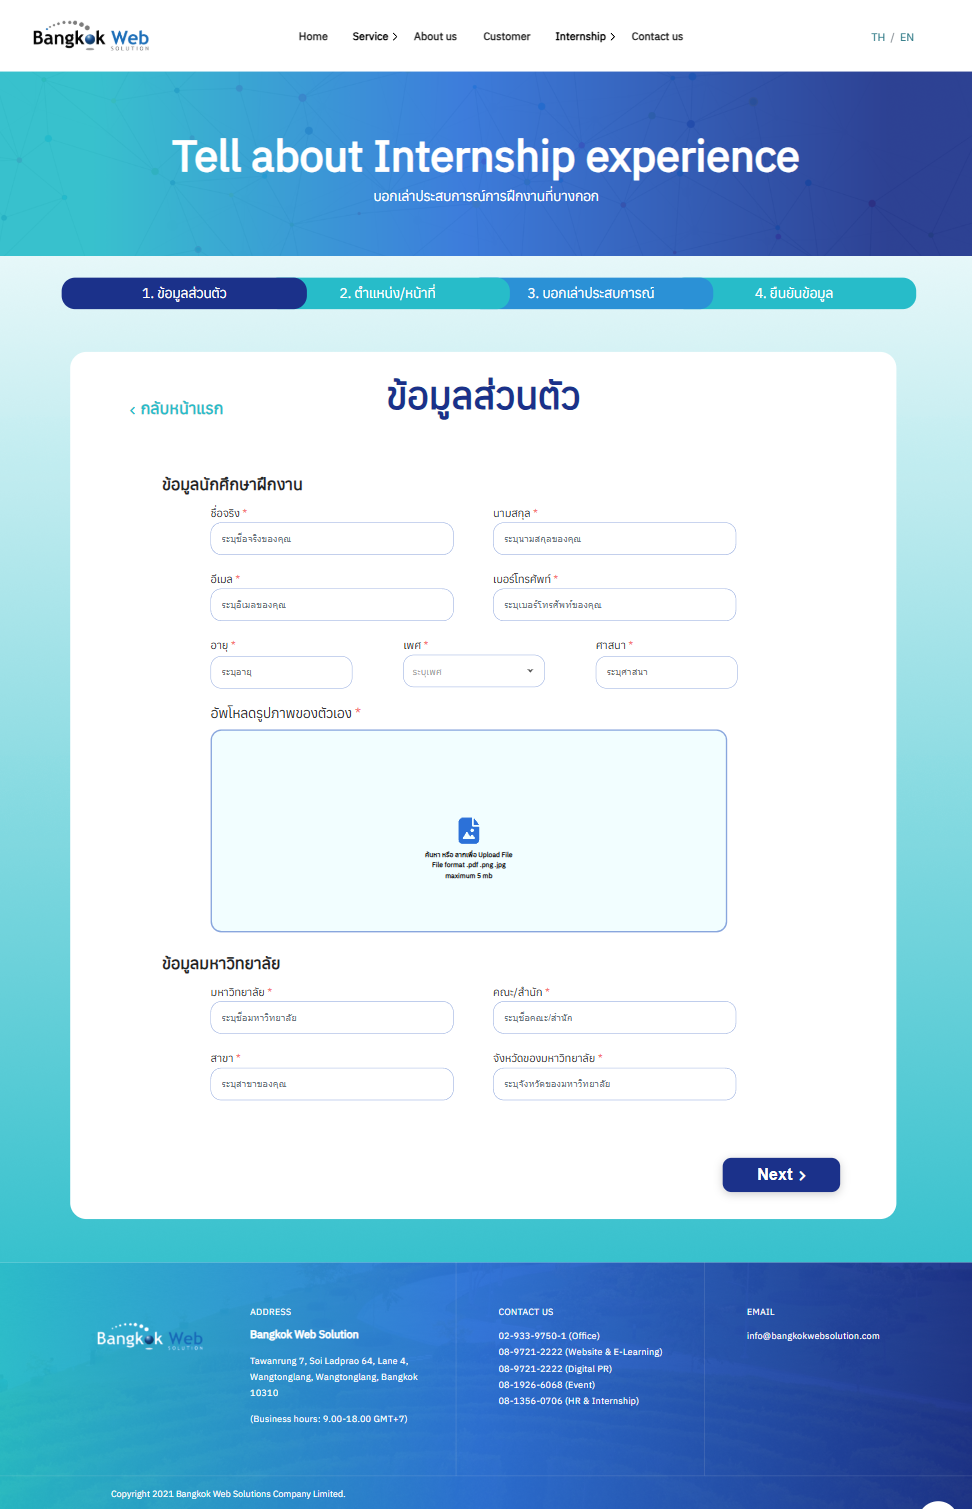 Bangkok Web
SOLUTION
Home Service > About us Customer Internship > Contact us
TH / EN
Tell about Internship experience
บอกเล่าประสบการณ์การฝึกงานที่บางกอก
1. ข้อมูลส่วนตัว 2. ตำแหน่ง/หน้าที่ 3. บอกเล่าประสบการณ์ 4. ยืนยันข้อมูล
< กลับหน้าแรก
ข้อมูลส่วนตัว
ข้อมูลนักศึกษาฝึกงาน
ชื่อจริง * นามสกุล *
ระบุชื่อจริงของคุณ ระบุนามสกุลของคุณ
อีเมล * เบอร์โทรศัพท์ *
ระบุอีเมลของคุณ ระบุเบอร์โทรศัพท์ของคุณ
อายุ * เพศ * ศาสนา *
ระบุอายุ ระบุเพศ ระบุศาสนา
อัพโหลดรูปภาพของตัวเอง *
ค้นหา หรือ ลากเพื่อ Upload File
File format .pdf .png .jpg
maximum 5 mb
ข้อมูลมหาวิทยาลัย
มหาวิทยาลัย * คณะ/สำนัก *
ระบุชื่อมหาวิทยาลัย ระบุชื่อคณะ/สำนัก
สาขา * จังหวัดของมหาวิทยาลัย *
ระบุสาขาของคุณ ระบุจังหวัดของมหาวิทยาลัย
Next >
Bangkok Web
SOLUTION
ADDRESS
Bangkok Web Solution
Tawanrung 7, Soi Ladprao 64, Lane 4,
Wangtonglang, Wangtonglang, Bangkok
10310
(Business hours: 9.00-18.00 GMT+7)
CONTACT US
02-933-9750-1 (Office)
08-9721-2222 (Website & E-Learning)
08-9721-2222 (Digital PR)
08-1926-6068 (Event)
08-1356-0706 (HR & Internship)
EMAIL
info@bangkokwebsolution.com
Copyright 2021 Bangkok Web Solutions Company Limited.